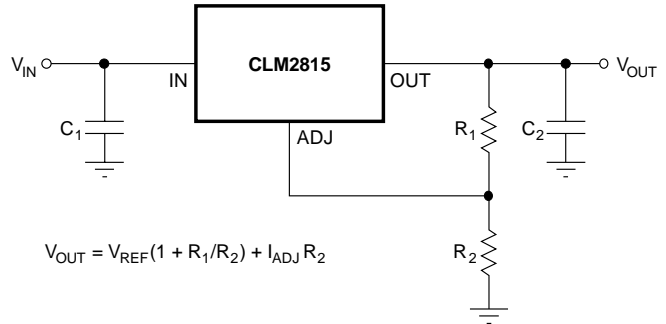 V_IN
IN
CLM2815
OUT
V_OUT
C_1
ADJ
R_1
C_2
V_OUT = V_REF(1 + R_1/R_2) + I_ADJ R_2
R_2